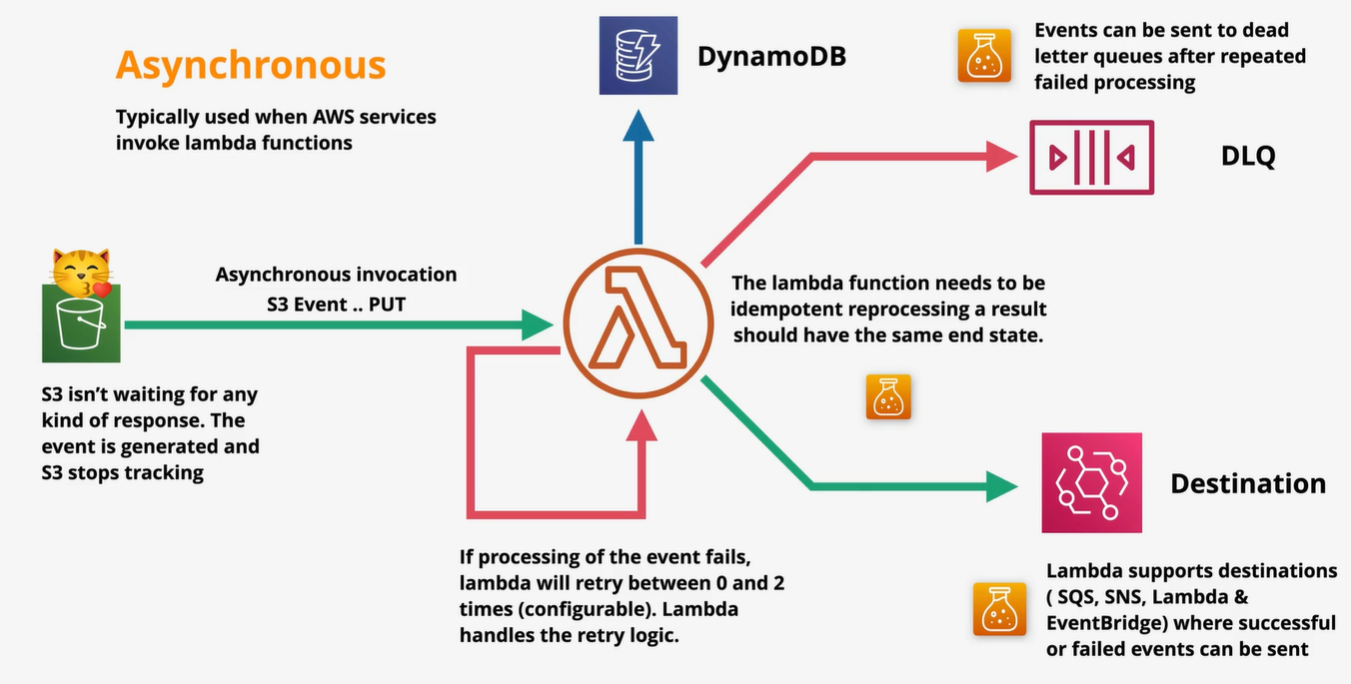 Asynchronous
Typically used when AWS services
invoke lambda functions
DynamoDB
Events can be sent to dead
letter queues after repeated
failed processing
DLQ
Asynchronous invocation
S3 Event .. PUT
The lambda function needs to be
idempotent reprocessing a result
should have the same end state.
S3 isn’t waiting for any
kind of response. The
event is generated and
S3 stops tracking
Destination
If processing of the event fails,
lambda will retry between 0 and 2
times (configurable). Lambda
handles the retry logic.
Lambda supports destinations
( SQS, SNS, Lambda &
EventBridge) where successful
or failed events can be sent